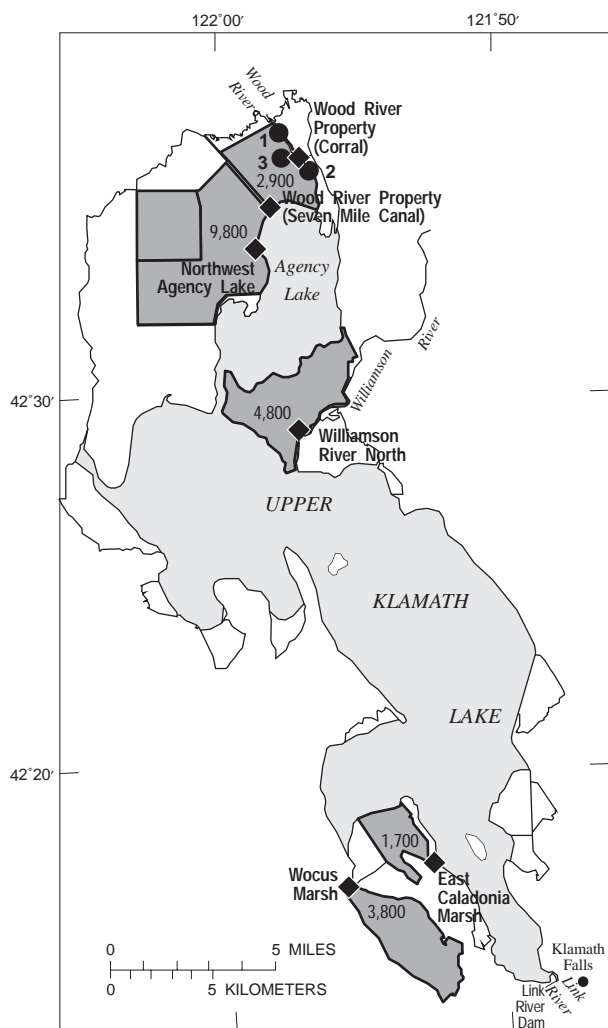 122°00′
121°50′
Wood
River
Wood River
Property
(Corral)
1
3
2
2,900
Wood River Property
(Seven Mile Canal)
9,800
Northwest
Agency Lake
Agency
Lake
River
Williamson
42°30′
4,800
Williamson
River North
UPPER
KLAMATH
LAKE
42°20′
1,700
Wocus
Marsh
East
Caladonia
Marsh
3,800
0
5 MILES
0
5 KILOMETERS
Klamath
Falls
Link
River
Link
River
Dam